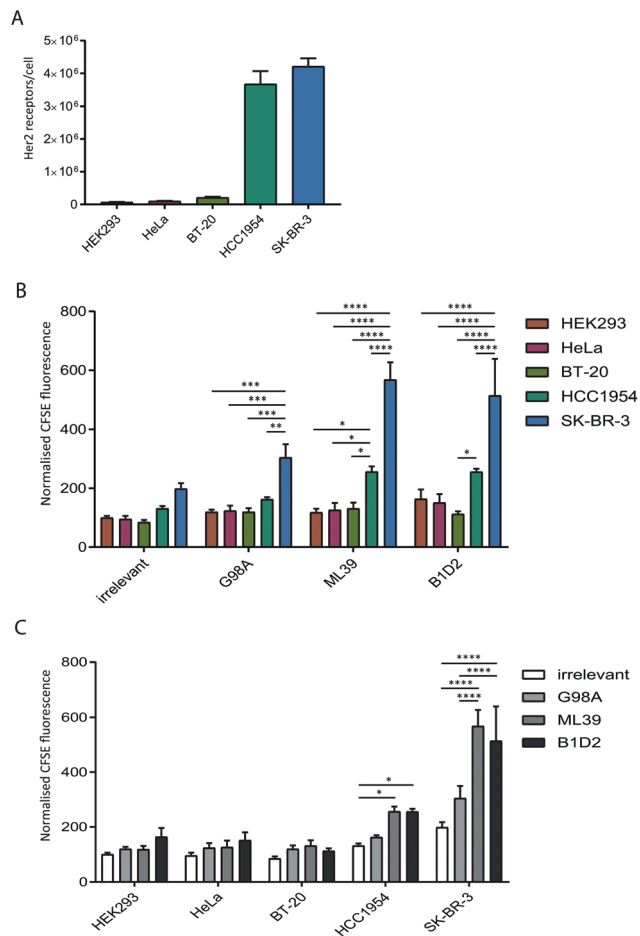 A
Her2 receptors/cell
5×10⁶
4×10⁶
3×10⁶
2×10⁶
1×10⁶
0
HEK293
HeLa
BT-20
HCC1954
SK-BR-3
B
Normalised CFSE fluorescence
800
600
400
200
0
****
****
****
****
****
****
****
****
***
***
***
**
*
*
*
*
irrelevant
G98A
ML39
B1D2
HEK293
HeLa
BT-20
HCC1954
SK-BR-3
C
Normalised CFSE fluorescence
800
600
400
200
0
****
****
****
****
*
*
HEK293
HeLa
BT-20
HCC1954
SK-BR-3
irrelevant
G98A
ML39
B1D2